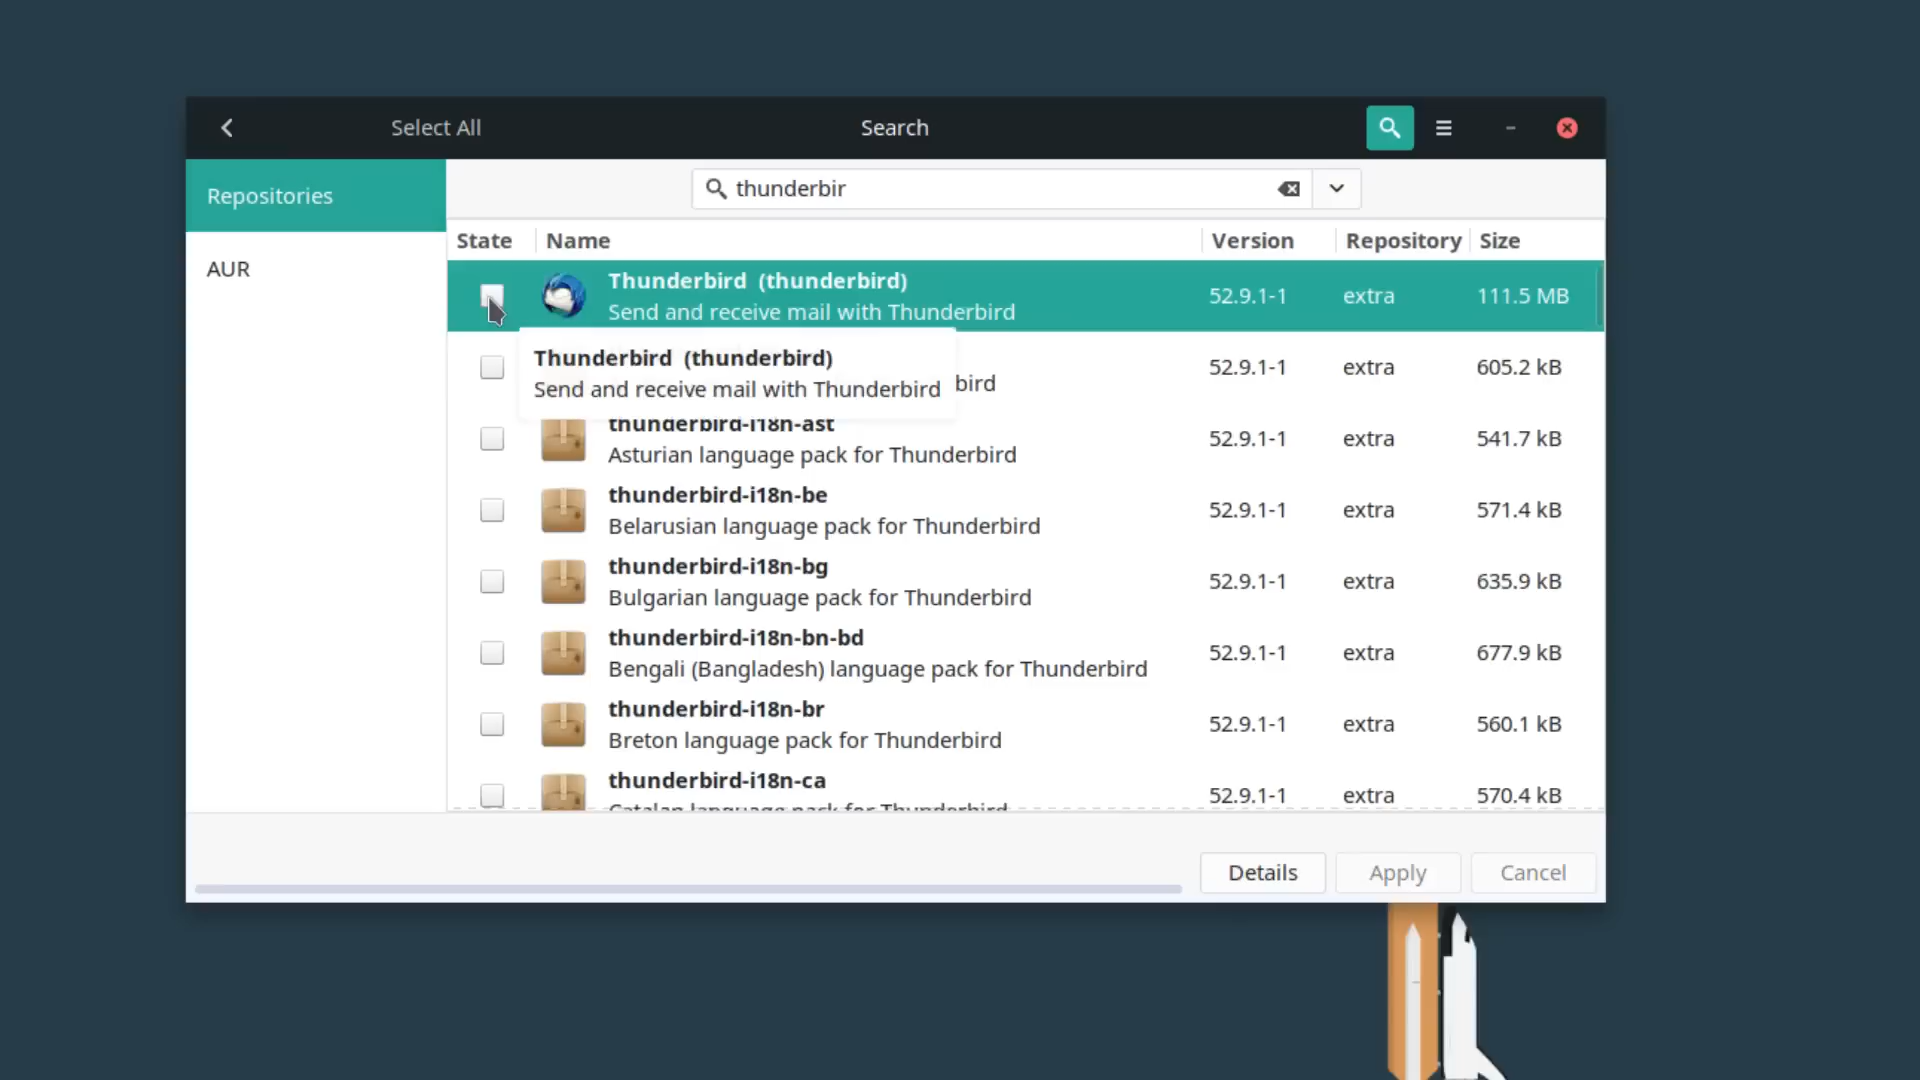 Select All
Search
Repositories
AUR
thunderbir
State Name Version Repository Size
Thunderbird (thunderbird)
Send and receive mail with Thunderbird
52.9.1-1 extra 111.5 MB
Thunderbird (thunderbird)
Send and receive mail with Thunderbird
bird
52.9.1-1 extra 605.2 kB
thunderbird-i18n-ast
Asturian language pack for Thunderbird
52.9.1-1 extra 541.7 kB
thunderbird-i18n-be
Belarusian language pack for Thunderbird
52.9.1-1 extra 571.4 kB
thunderbird-i18n-bg
Bulgarian language pack for Thunderbird
52.9.1-1 extra 635.9 kB
thunderbird-i18n-bn-bd
Bengali (Bangladesh) language pack for Thunderbird
52.9.1-1 extra 677.9 kB
thunderbird-i18n-br
Breton language pack for Thunderbird
52.9.1-1 extra 560.1 kB
thunderbird-i18n-ca
Catalan language pack for Thunderbird
52.9.1-1 extra 570.4 kB
Details Apply Cancel